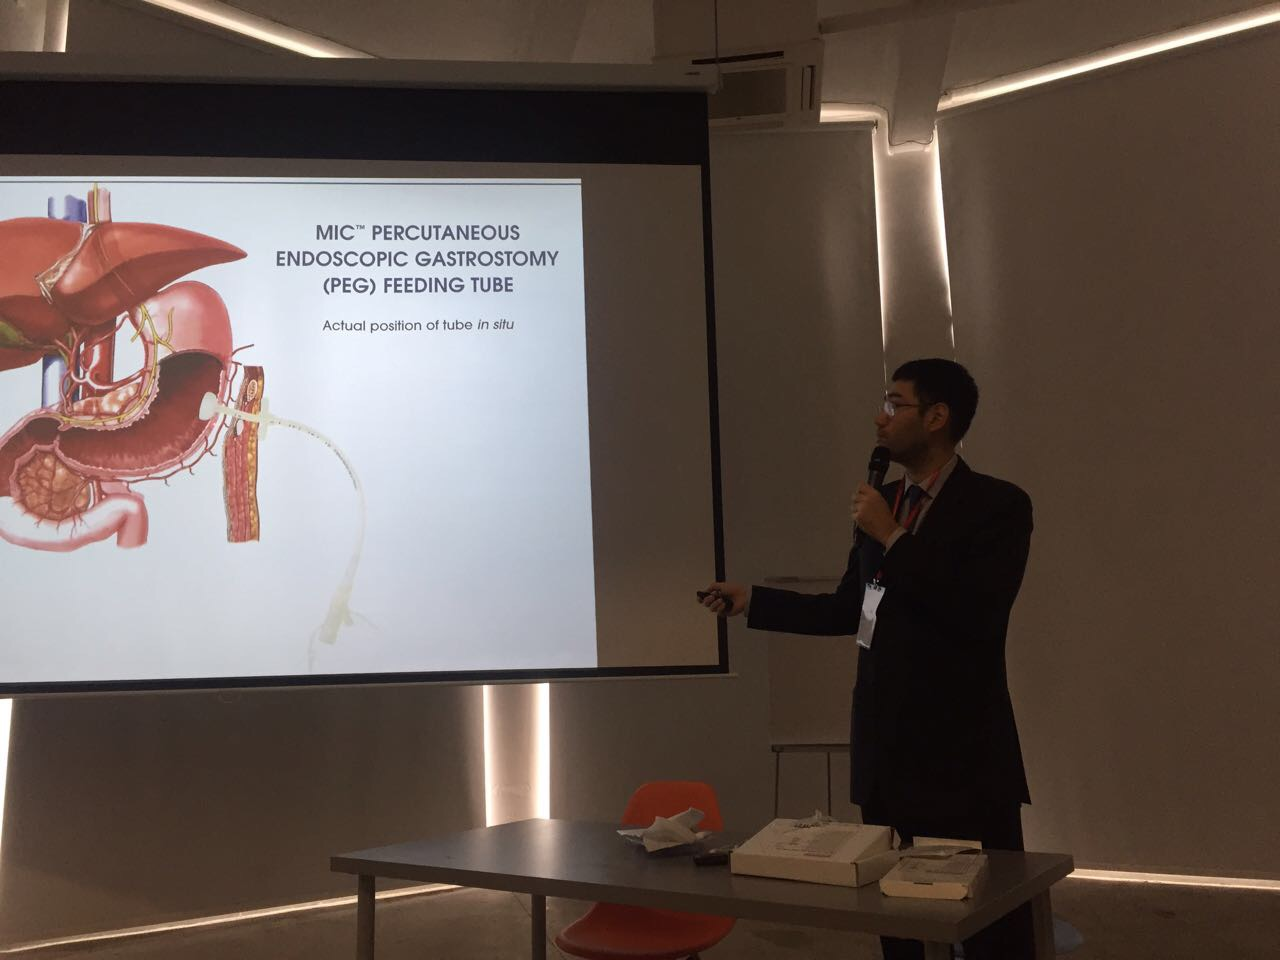 MIC™ PERCUTANEOUS
ENDOSCOPIC GASTROSTOMY
(PEG) FEEDING TUBE
Actual position of tube in situ